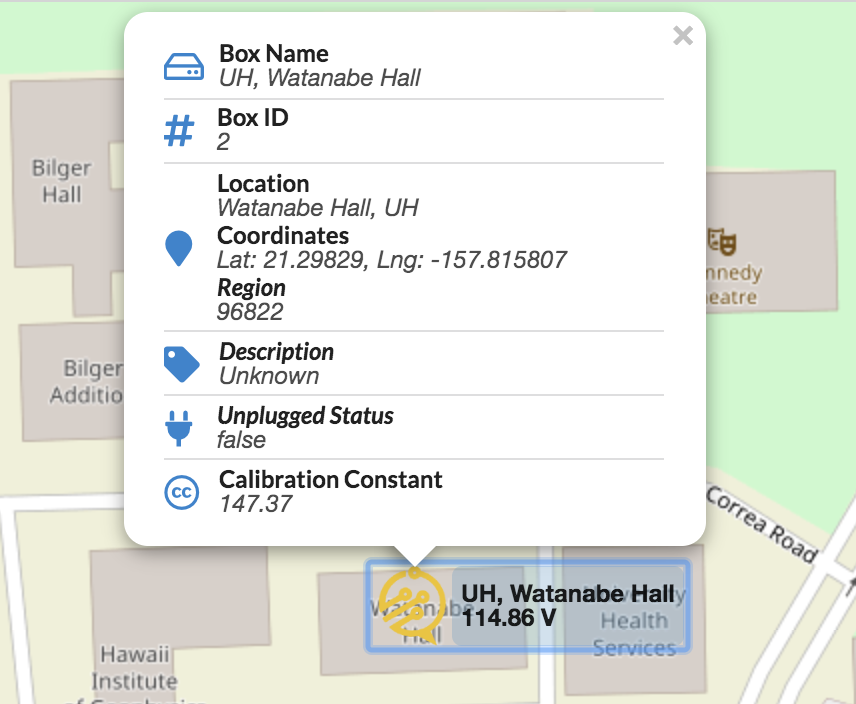 ×
Box Name
UH, Watanabe Hall
# Box ID
2
Location
Watanabe Hall, UH
Coordinates
Lat: 21.29829, Lng: -157.815807
Region
96822
Description
Unknown
Unplugged Status
false
cc Calibration Constant
147.37
Bilger
Hall
Bilger
Additio
nnedy
eatre
Correa Road
UH, Watanabe Hall
114.86 V
Watanabe
Hall
Health
Services
Hawaii
Institute